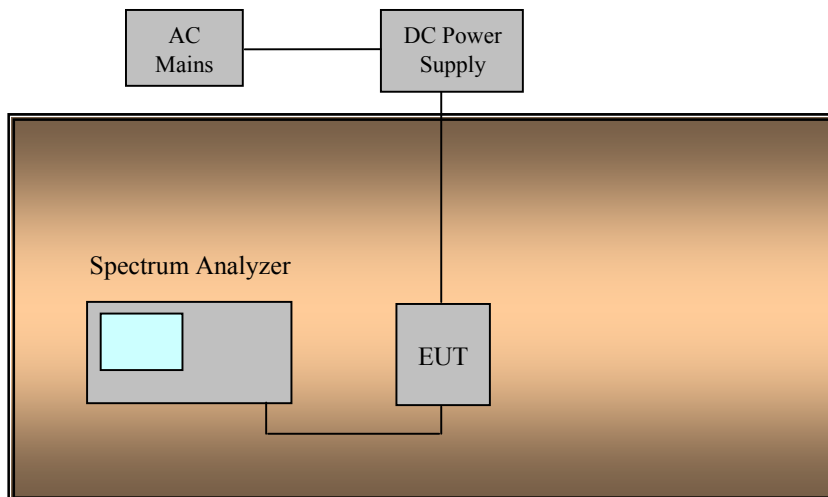 AC
Mains
DC Power
Supply
Spectrum Analyzer
EUT